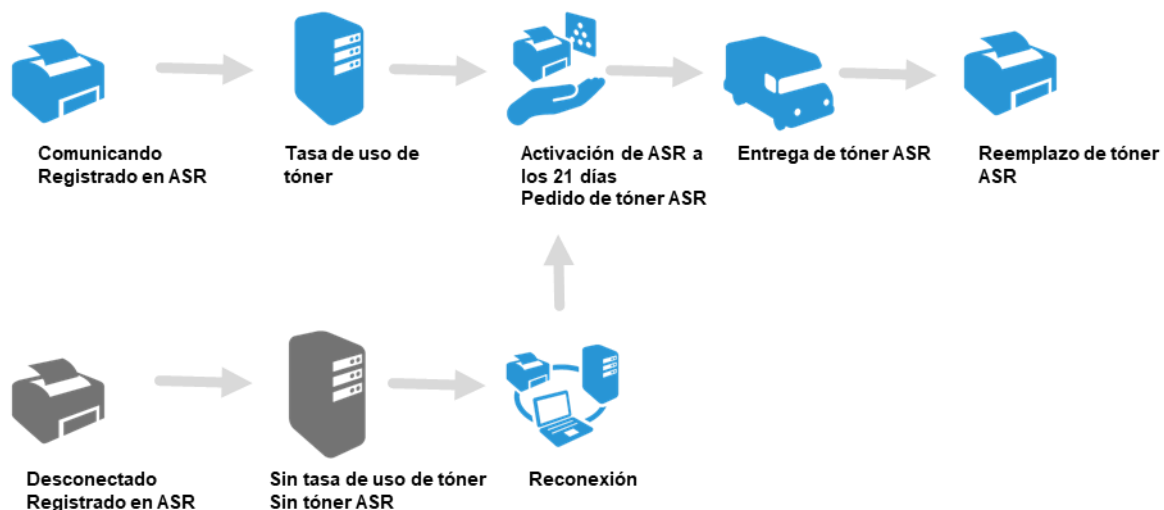 Comunicando
Registrado en ASR
Tasa de uso de
tóner
Activación de ASR a
los 21 días
Pedido de tóner ASR
Entrega de tóner ASR
Reemplazo de tóner
ASR
Desconectado
Registrado en ASR
Sin tasa de uso de tóner
Sin tóner ASR
Reconexión